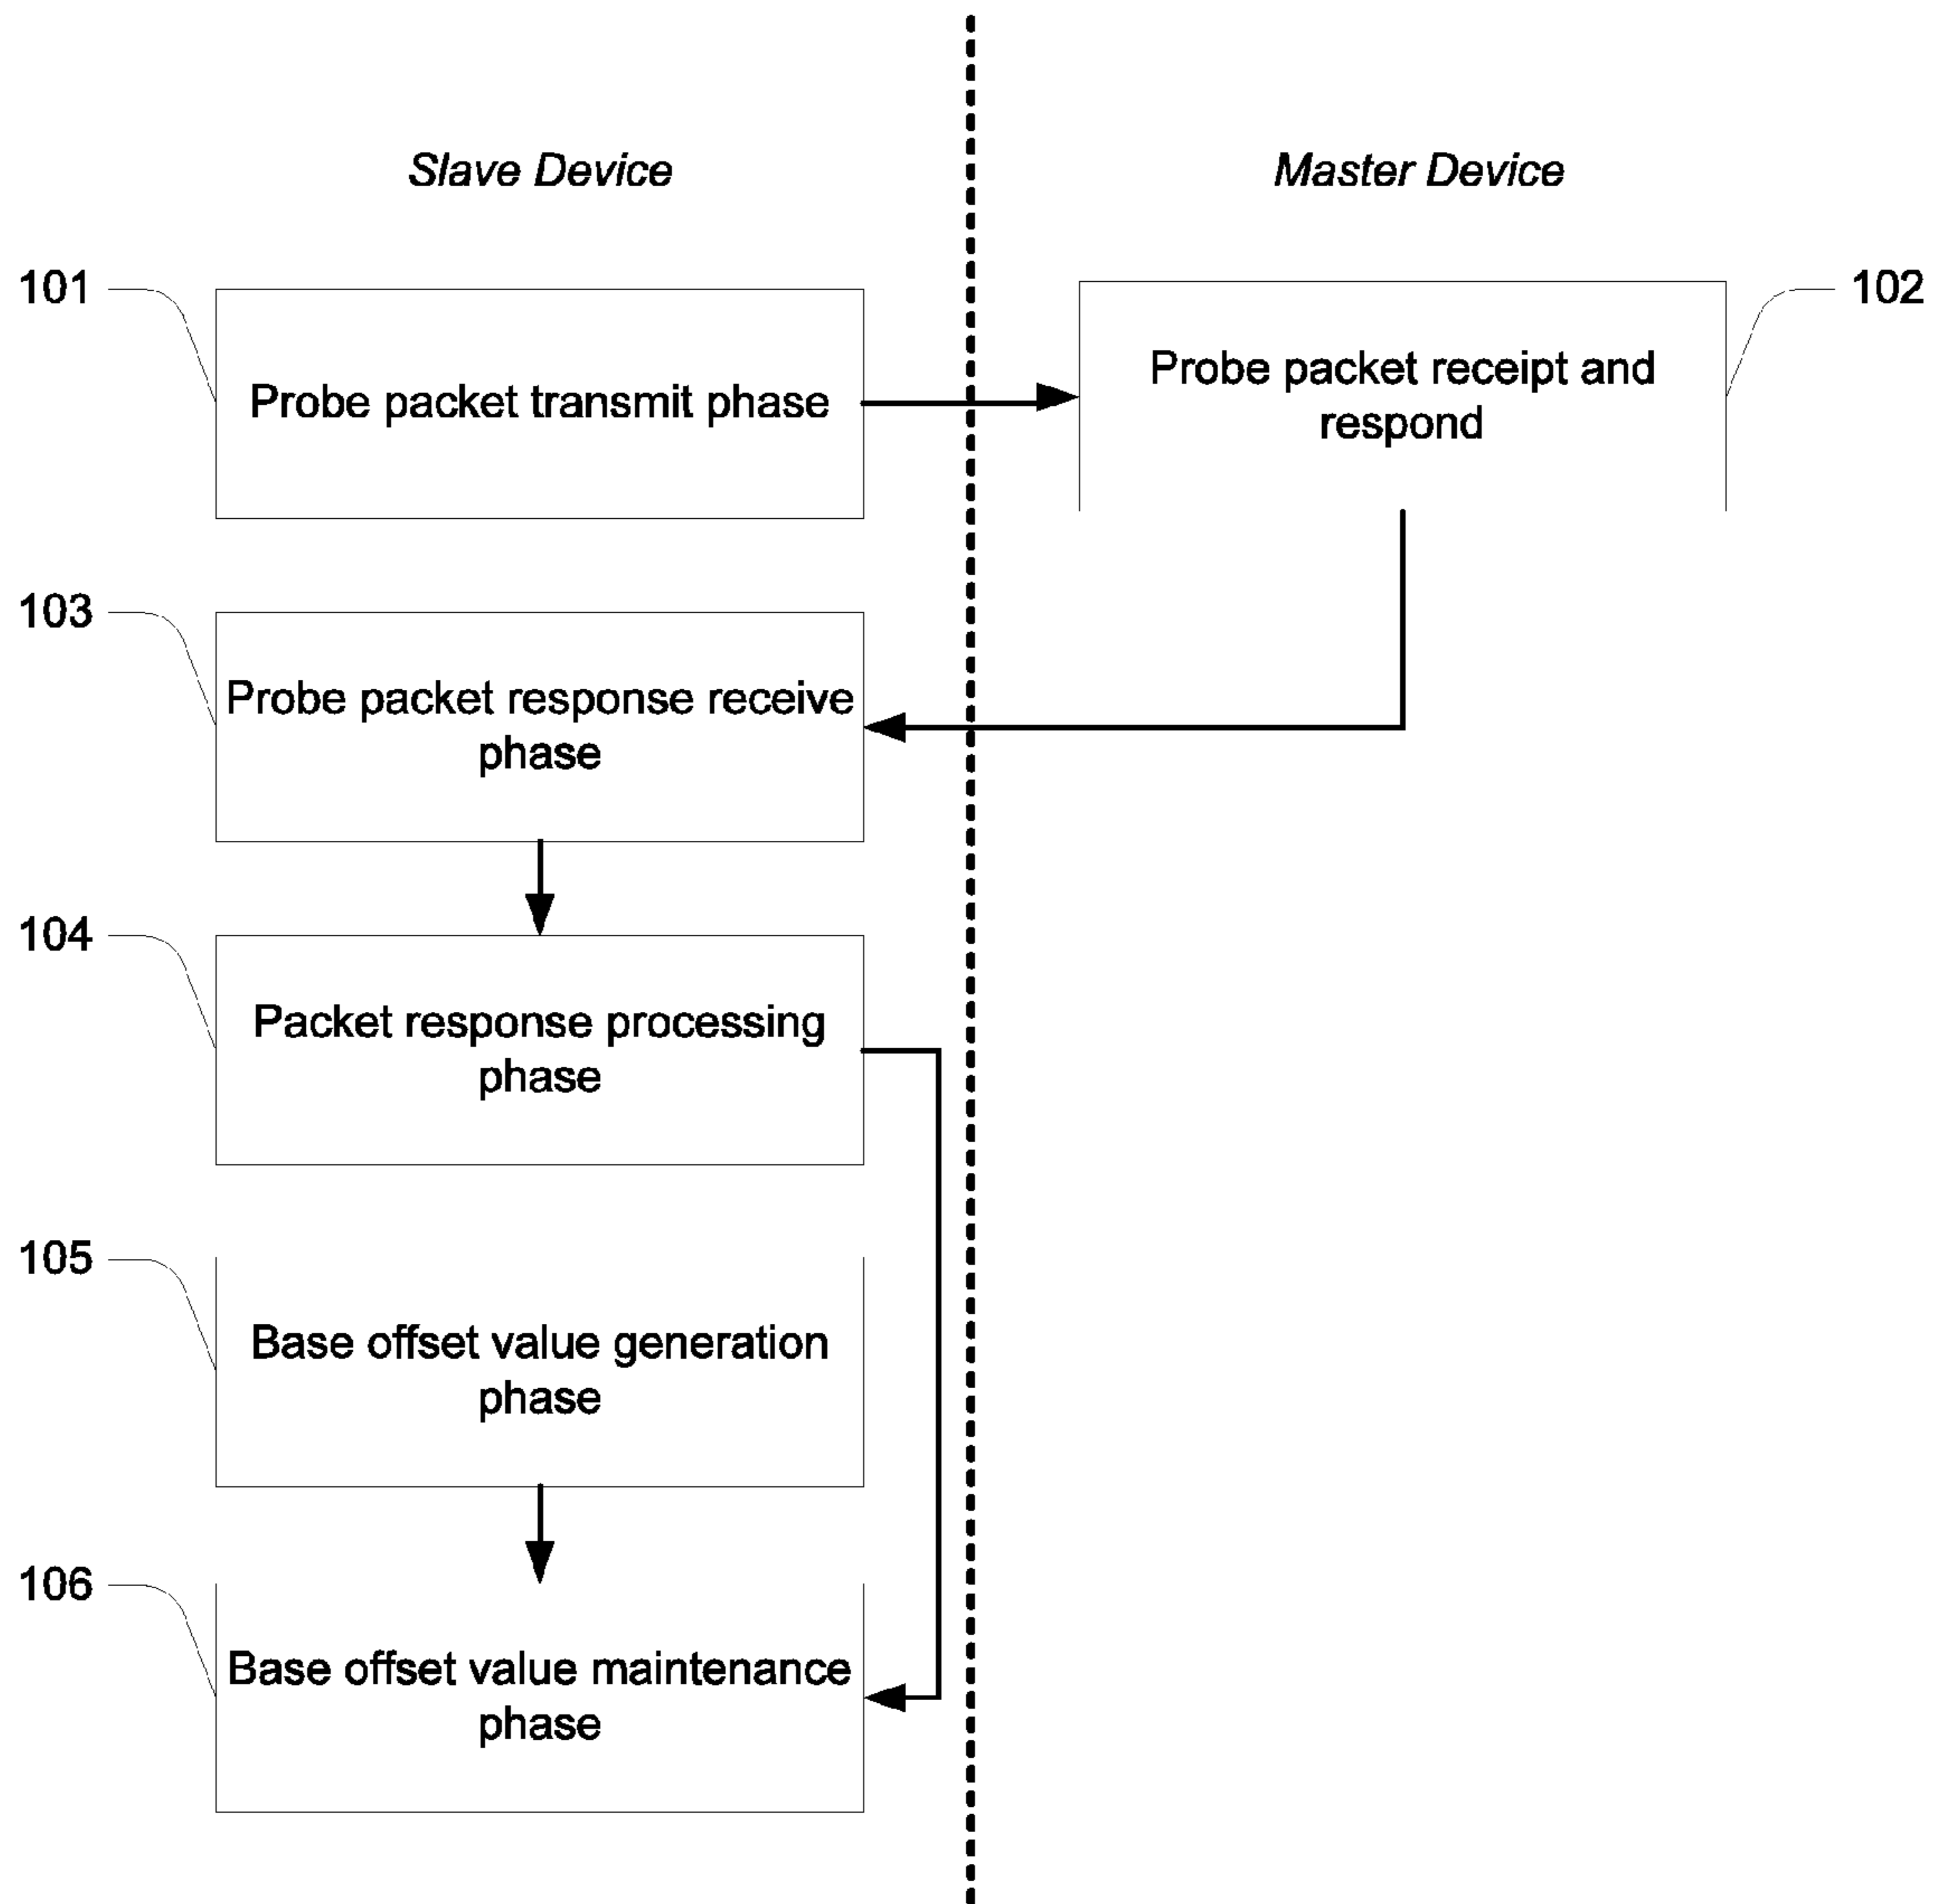 Slave Device
Master Device
101
Probe packet transmit phase
102
Probe packet receipt and
respond
103
Probe packet response receive
phase
104
Packet response processing
phase
105
Base offset value generation
phase
106
Base offset value maintenance
phase